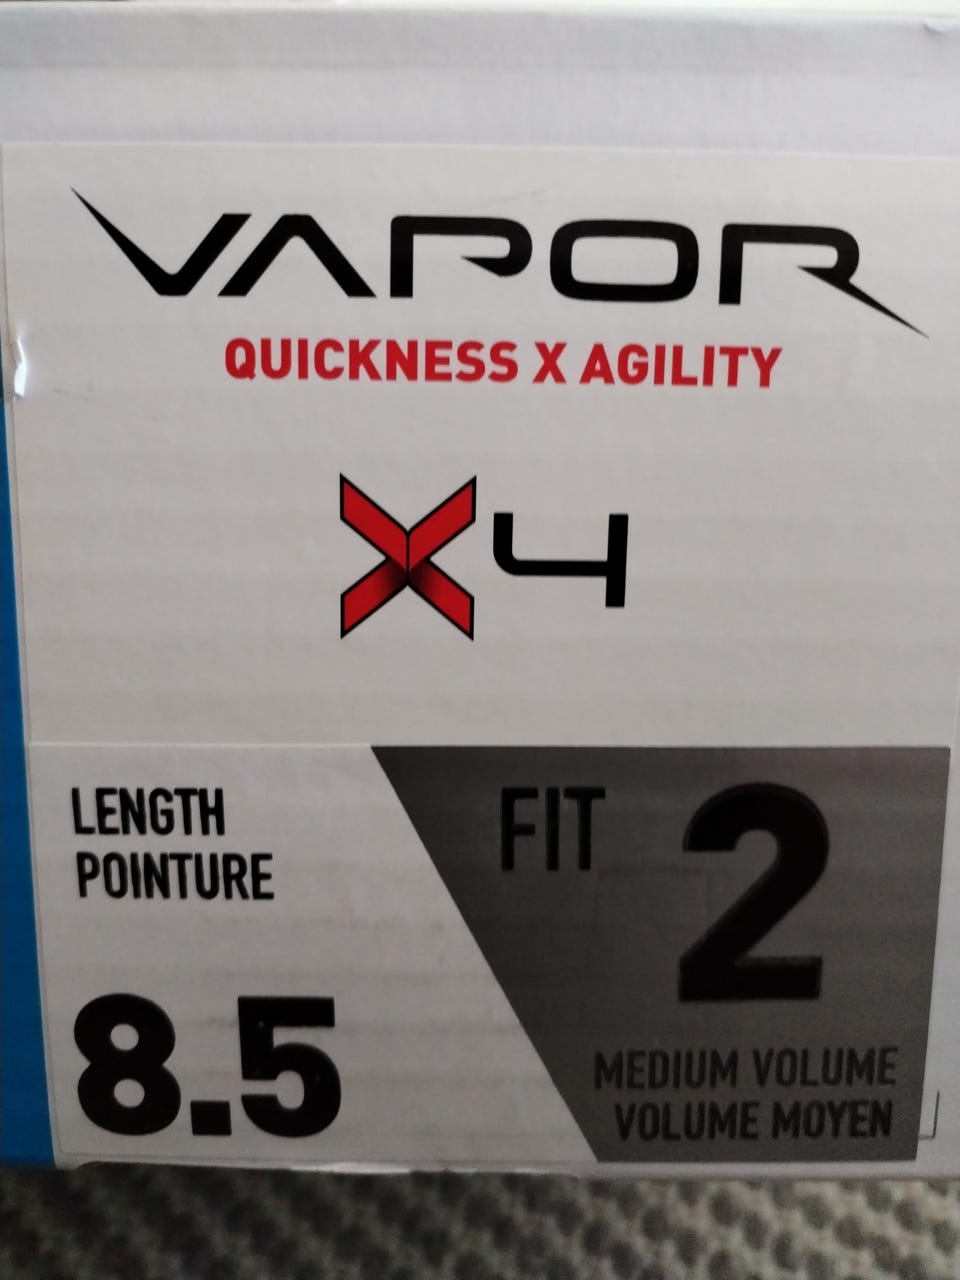 VAPOR
QUICKNESS X AGILITY
X4
LENGTH
POINTURE
8.5
FIT 2
MEDIUM VOLUME
VOLUME MOYEN